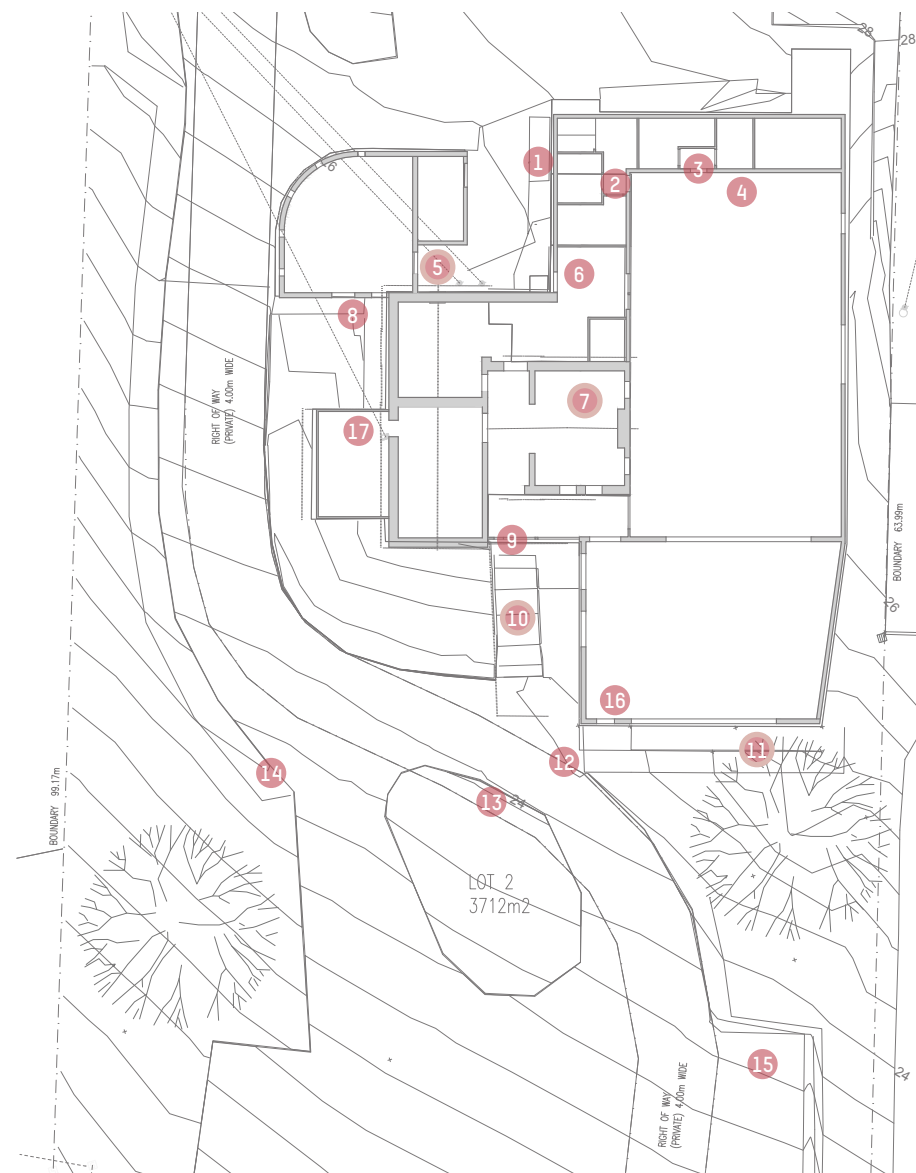 28
28
6
1
2
3
4
5
6
7
8
17
RIGHT OF WAY
(PRIVATE) 4.00m WIDE
BOUNDARY 63.99m
9
26
10
16
11
12
14
13
24
BOUNDARY 99.17m
LOT 2
3712m2
15
24
RIGHT OF WAY
(PRIVATE) 4.00m WIDE